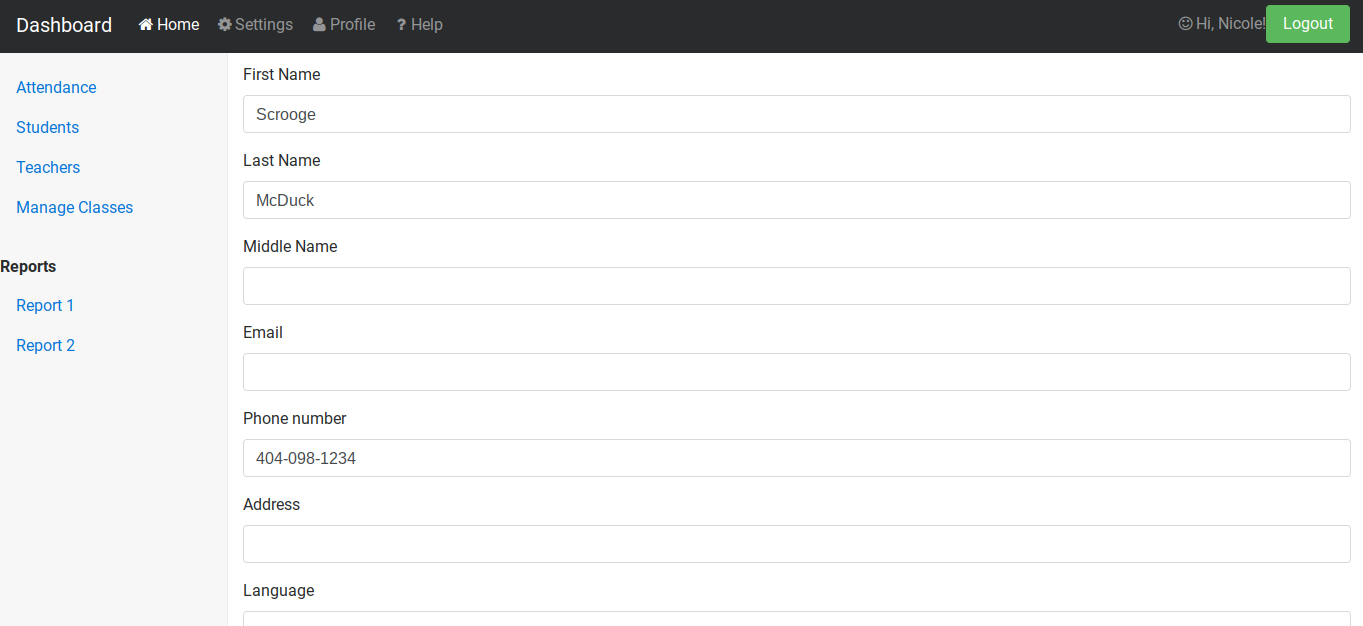 Dashboard Home Settings Profile ? Help Hi, Nicole! Logout
Attendance
Students
Teachers
Manage Classes
Reports
Report 1
Report 2
First Name
Scrooge
Last Name
McDuck
Middle Name
Email
Phone number
404-098-1234
Address
Language